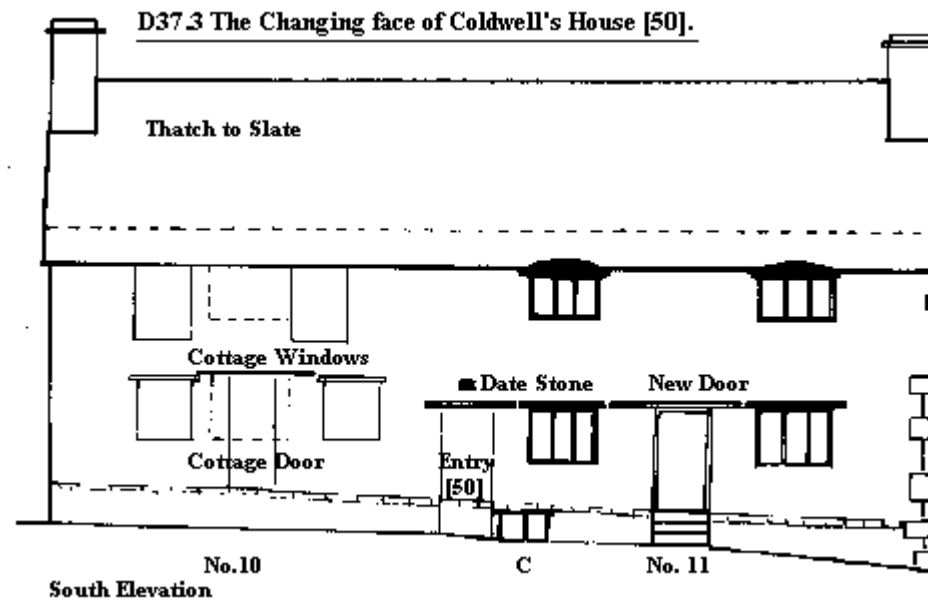 D37.3 The Changing face of Coldwell's House [50].
Thatch to Slate
Cottage Windows
Date Stone
New Door
Cottage Door
Entry
[50]
No.10
C
No. 11
South Elevation